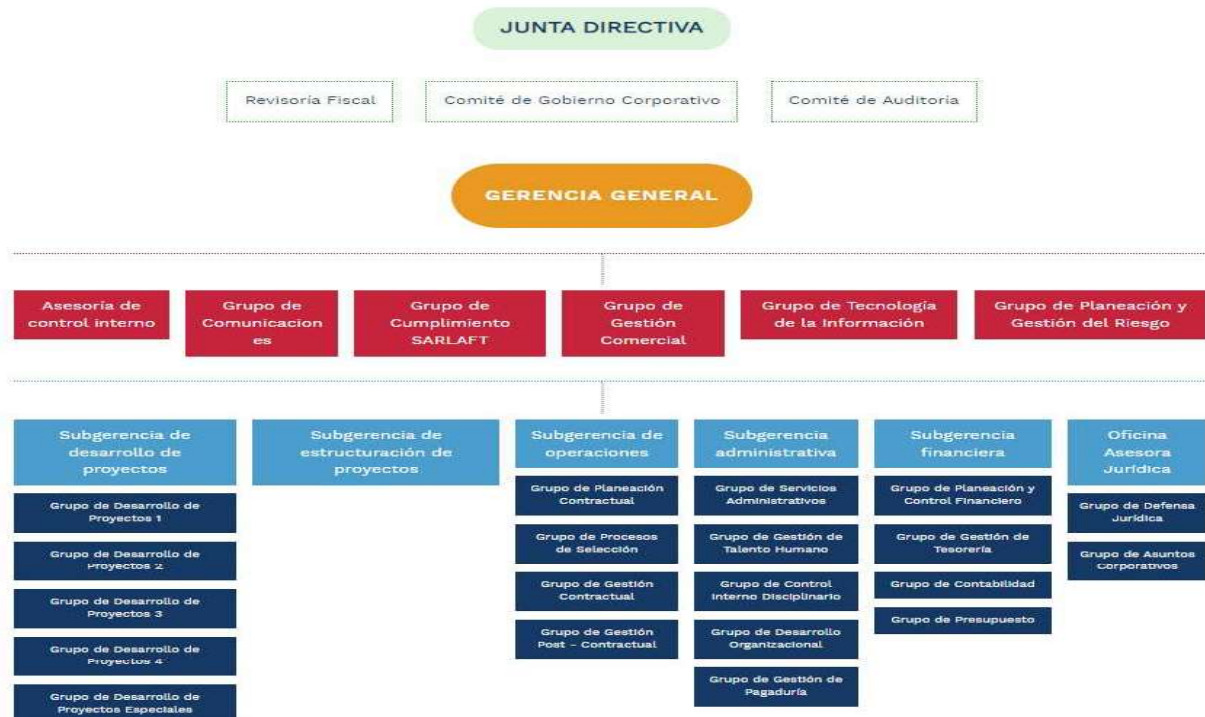 JUNTA DIRECTIVA
Revisoría Fiscal
Comité de Gobierno Corporativo
Comité de Auditoria
GERENCIA GENERAL
Asesoría de
control interno
Grupo de
Comunicacion
es
Grupo de
Cumplimiento
SARLAFT
Grupo de
Gestión
Comercial
Grupo de Tecnología
de la Información
Grupo de Planeación y
Gestión del Riesgo
Subgerencia de
desarrollo de
proyectos
Grupo de Desarrollo de
Proyectos 1
Grupo de Desarrollo de
Proyectos 2
Grupo de Desarrollo de
Proyectos 3
Grupo de Desarrollo de
Proyectos 4
Grupo de Desarrollo de
Proyectos Especiales
Subgerencia de
estructuración de
proyectos
Subgerencia de
operaciones
Grupo de Planeación
Contractual
Grupo de Procesos
de Selección
Grupo de Gestión
Contractual
Grupo de Gestión
Post - Contractual
Subgerencia
administrativa
Grupo de Servicios
Administrativos
Grupo de Gestión de
Talento Humano
Grupo de Control
Interno Disciplinario
Grupo de Desarrollo
Organizacional
Grupo de Gestión de
Pagaduría
Subgerencia
financiera
Grupo de Planeación y
Control Financiero
Grupo de Gestión de
Tesorería
Grupo de Contabilidad
Grupo de Presupuesto
Oficina
Asesora
Jurídica
Grupo de Defensa
Jurídica
Grupo de Asuntos
Corporativos